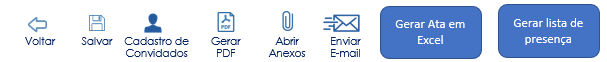 Voltar
Salvar
Cadastro de
Convidados
PDF
Gerar
PDF
Abrir
Anexos
Enviar
E-mail
Gerar Ata em
Excel
Gerar lista de
presença